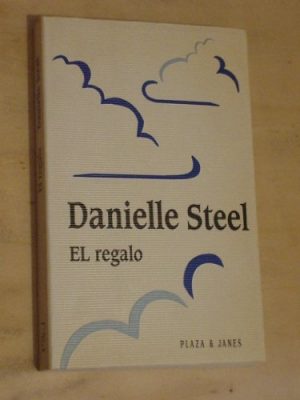 Danielle Steel
EL regalo
PLAZA & JANES